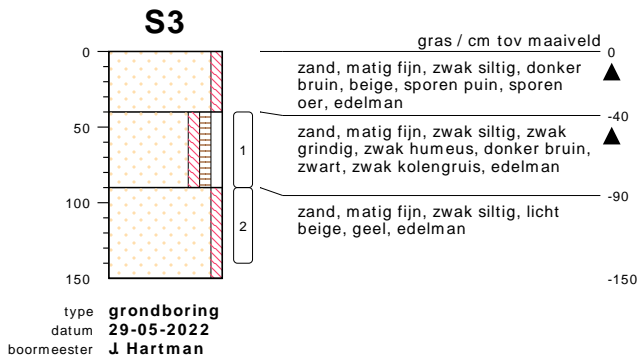 S3
gras / cm tov maaiveld
0
0
zand, matig fijn, zwak siltig, donker
bruin, beige, sporen puin, sporen
oer, edelman
-40
50
1
zand, matig fijn, zwak siltig, zwak
grindig, zwak humeus, donker bruin,
zwart, zwak kolengruis, edelman
-90
100
2
zand, matig fijn, zwak siltig, licht
beige, geel, edelman
150
-150
type grondboring
datum 29-05-2022
boormeester J. Hartman